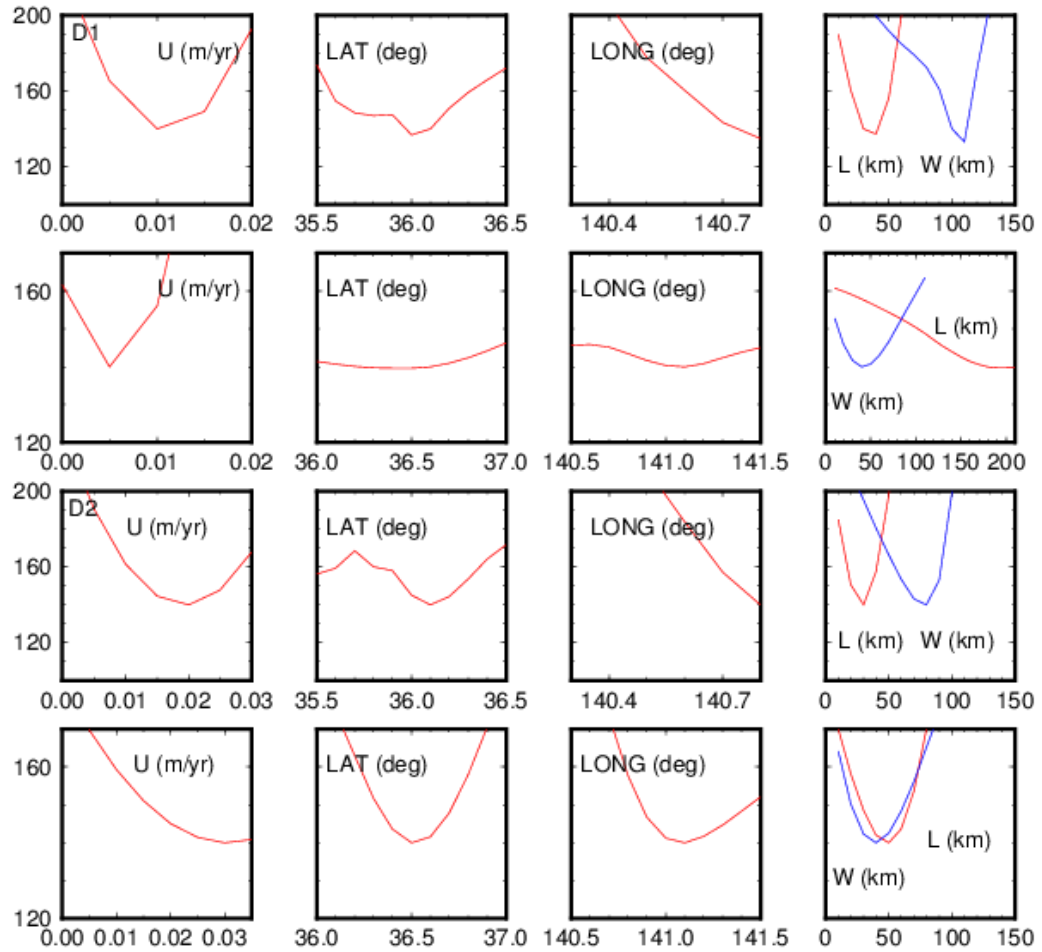 200
D1
U (m/yr)
LAT (deg)
LONG (deg)
160
L (km) W (km)
120
0.00 0.01 0.02
35.5 36.0 36.5
140.4 140.7
0 50 100 150
160
U (m/yr)
LAT (deg)
LONG (deg)
L (km)
W (km)
120
0.00 0.01 0.02
36.0 36.5 37.0
140.5 141.0 141.5
0 50 100 150 200
200
D2
U (m/yr)
LAT (deg)
LONG (deg)
160
L (km) W (km)
120
0.00 0.01 0.02 0.03
35.5 36.0 36.5
140.4 140.7
0 50 100 150
160
U (m/yr)
LAT (deg)
LONG (deg)
L (km)
W (km)
120
0.00 0.01 0.02 0.03
36.0 36.5 37.0
140.5 141.0 141.5
0 50 100 150